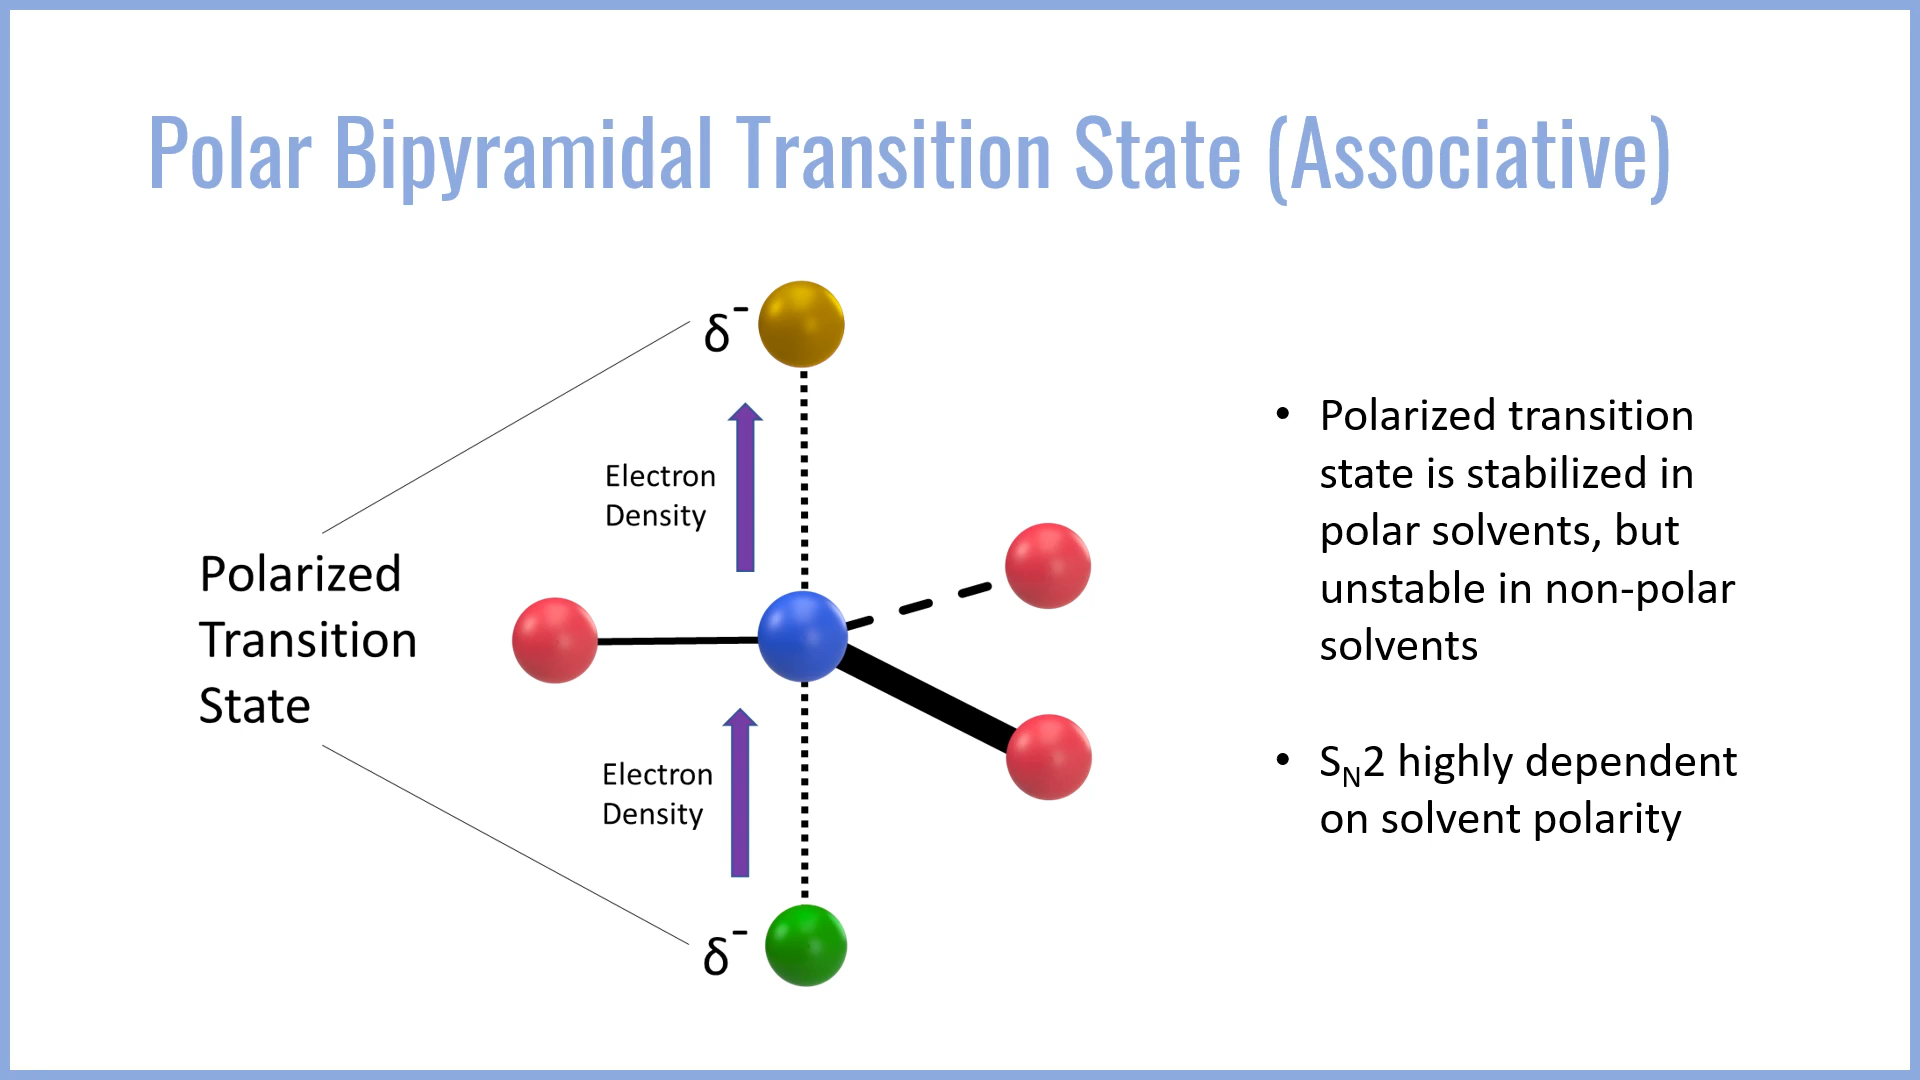 Polar Bipyramidal Transition State (Associative)
δ⁻
Electron
Density
Polarized
Transition
State
Electron
Density
δ⁻
• Polarized transition
state is stabilized in
polar solvents, but
unstable in non-polar
solvents
• S_N2 highly dependent
on solvent polarity